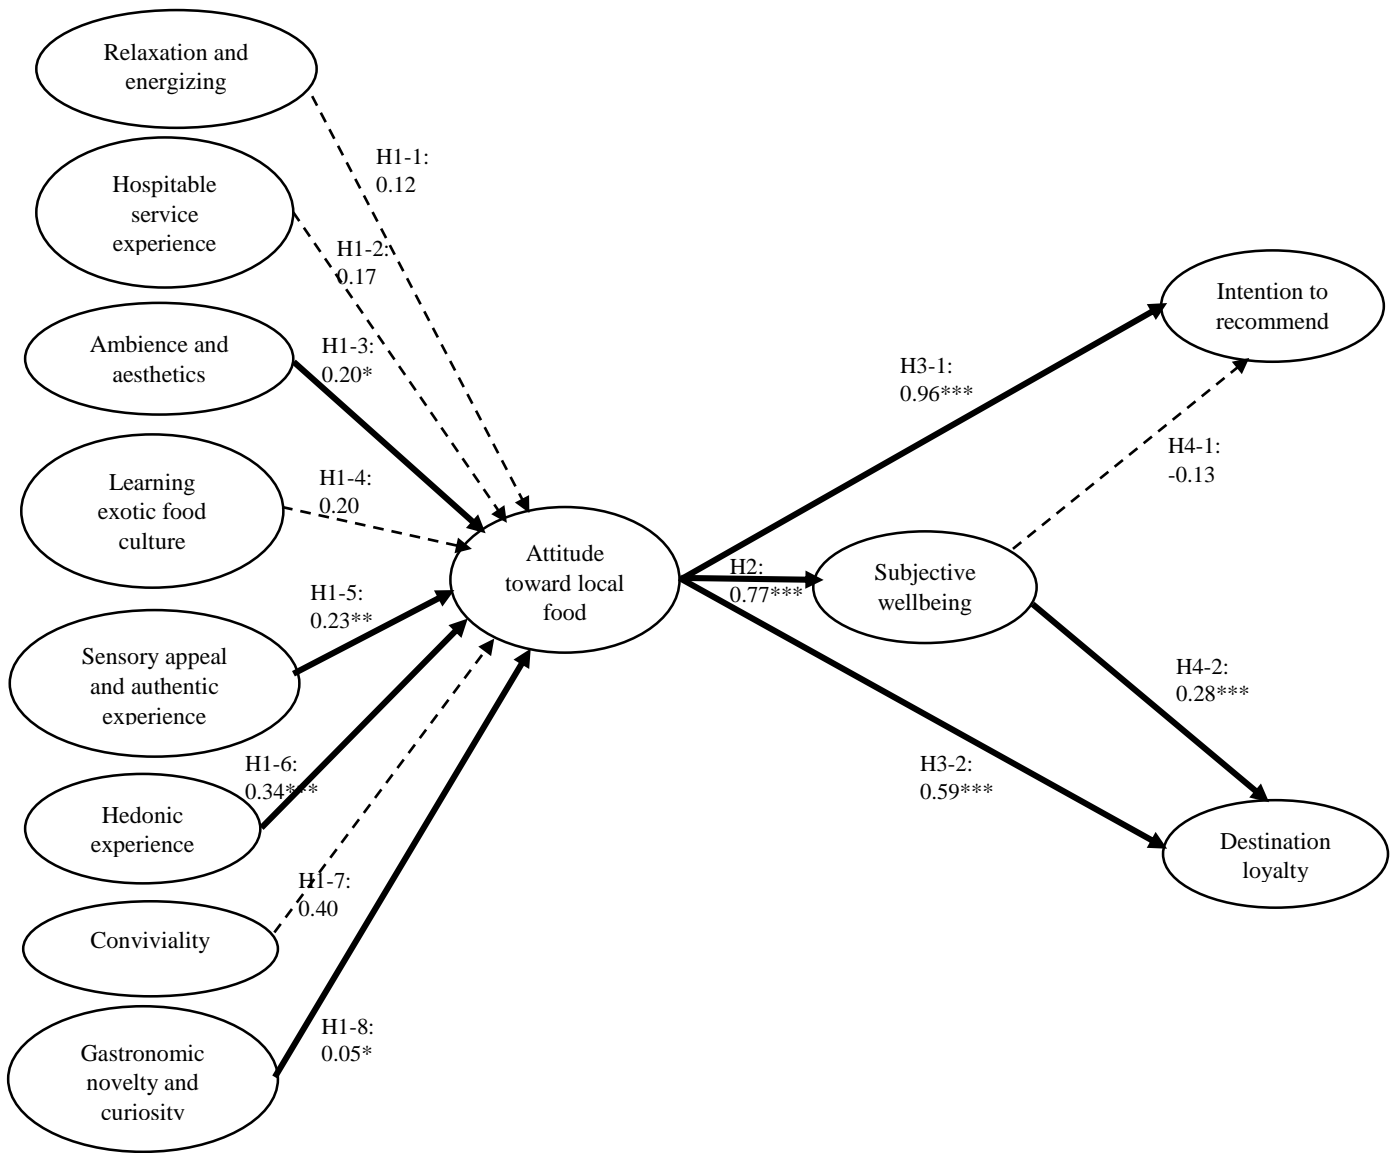 Relaxation and
energizing
H1-1:
0.12
Hospitable
service
experience
H1-2:
0.17
Ambience and
aesthetics
H1-3:
0.20*
Learning
exotic food
culture
H1-4:
0.20
Sensory appeal
and authentic
experience
H1-5:
0.23**
Hedonic
experience
H1-6:
0.34***
Conviviality
H1-7:
0.40
Gastronomic
novelty and
curiosity
H1-8:
0.05*
Attitude
toward local
food
H2:
0.77***
H3-1:
0.96***
H3-2:
0.59***
Subjective
wellbeing
H4-1:
-0.13
H4-2:
0.28***
Intention to
recommend
Destination
loyalty